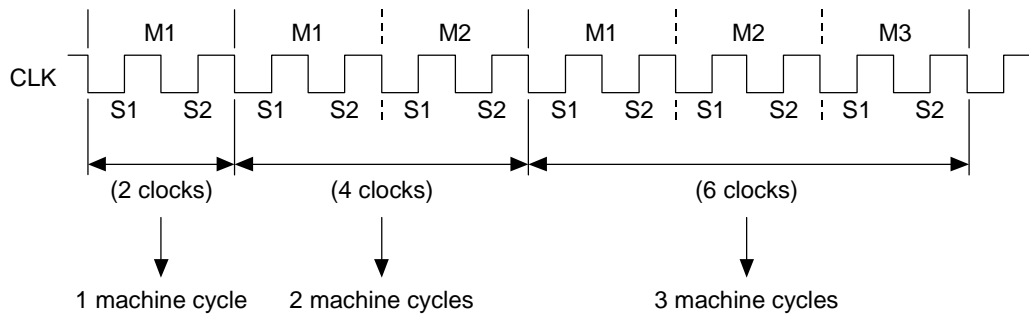 M1 M1 M2 M1 M2 M3
CLK
S1 S2 S1 S2 S1 S2 S1 S2 S1 S2 S1 S2
(2 clocks) (4 clocks) (6 clocks)
1 machine cycle 2 machine cycles 3 machine cycles